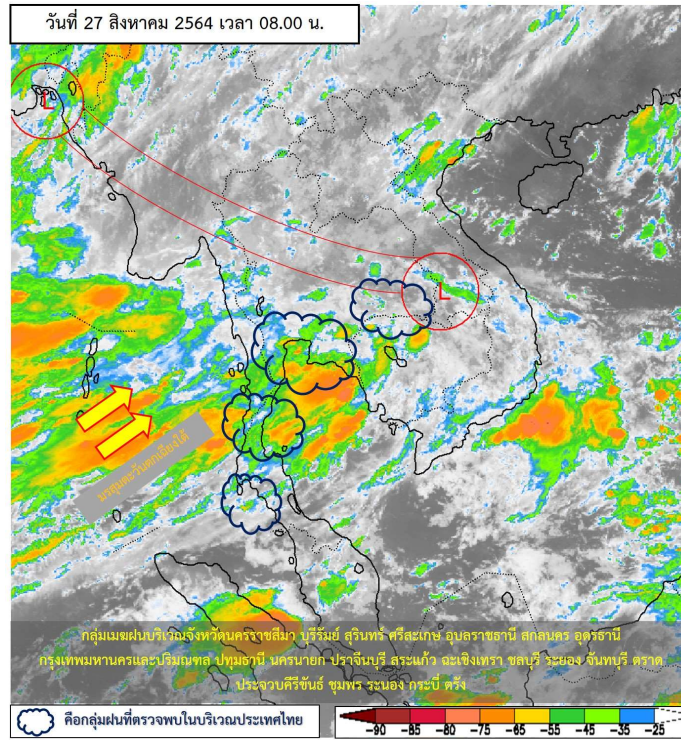 วันที่ 27 สิงหาคม 2564 เวลา 08.00 น.
L
L
มรสุมตะวันตกเฉียงใต้
กลุ่มเมฆฝนบริเวณจังหวัดนครราชสีมา บุรีรัมย์ สุรินทร์ ศรีสะเกษ อุบลราชธานี สกลนคร อุดรธานี
กรุงเทพมหานครและปริมณฑล ปทุมธานี นครนายก ปราจีนบุรี สระแก้ว ฉะเชิงเทรา ชลบุรี ระยอง จันทบุรี ตราด
ประจวบคีรีขันธ์ ชุมพร ระนอง กระบี่ ตรัง
คือกลุ่มฝนที่ตรวจพบในบริเวณประเทศไทย
-90 -85 -80 -75 -65 -55 -45 -35 -25